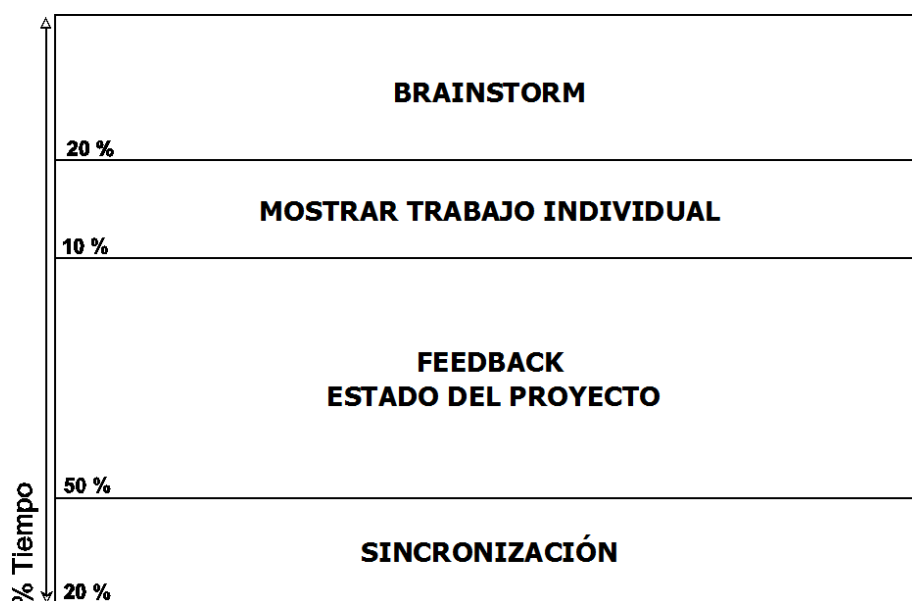 BRAINSTORM
20 %
MOSTRAR TRABAJO INDIVIDUAL
10 %
FEEDBACK
ESTADO DEL PROYECTO
50 %
SINCRONIZACIÓN
20 %
% Tiempo